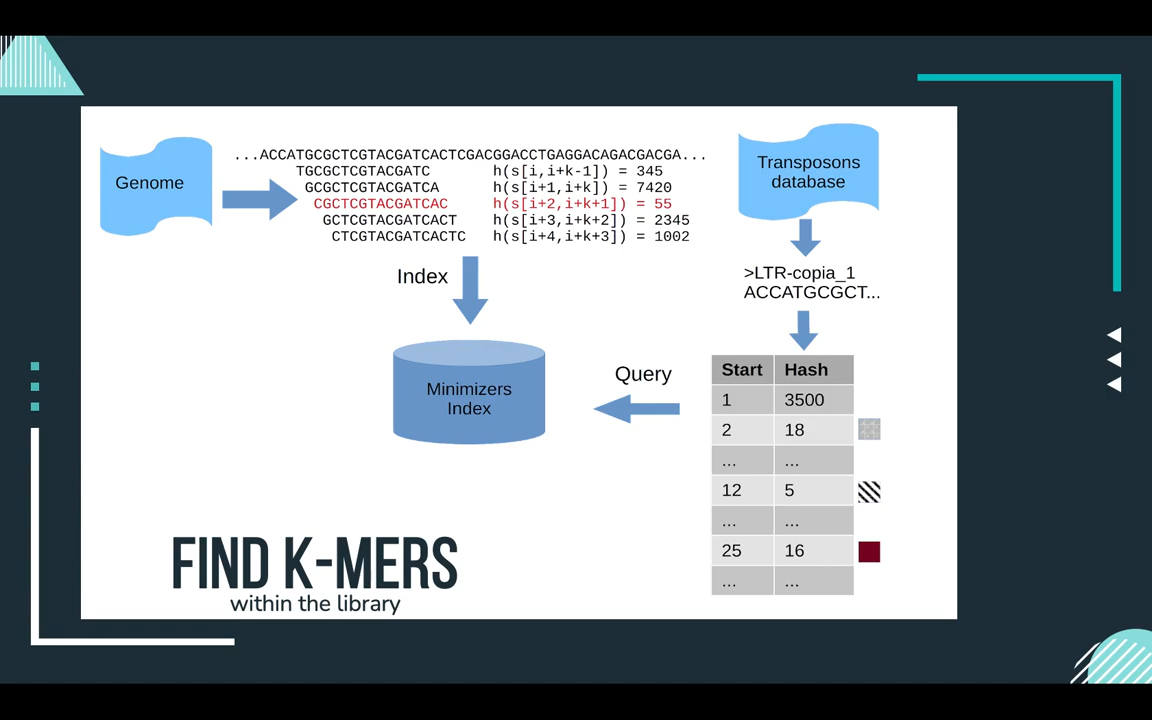 Genome
...ACCATGCGCTCGTACGATCACTCGACGGACCTGAGGACAGACGACGA...
TGCGCTCGTACGATC h(s[i,i+k-1]) = 345
GCGCTCGTACGATCA h(s[i+1,i+k]) = 7420
CGCTCGTACGATCAC h(s[i+2,i+k+1]) = 55
GCTCGTACGATCACT h(s[i+3,i+k+2]) = 2345
CTCGTACGATCACTC h(s[i+4,i+k+3]) = 1002
Index
Minimizers
Index
Transposons
database
>LTR-copia_1
ACCATGCGCT...
Query
Start Hash
1 3500
2 18
... ...
12 5
... ...
25 16
... ...
FIND K-MERS
within the library